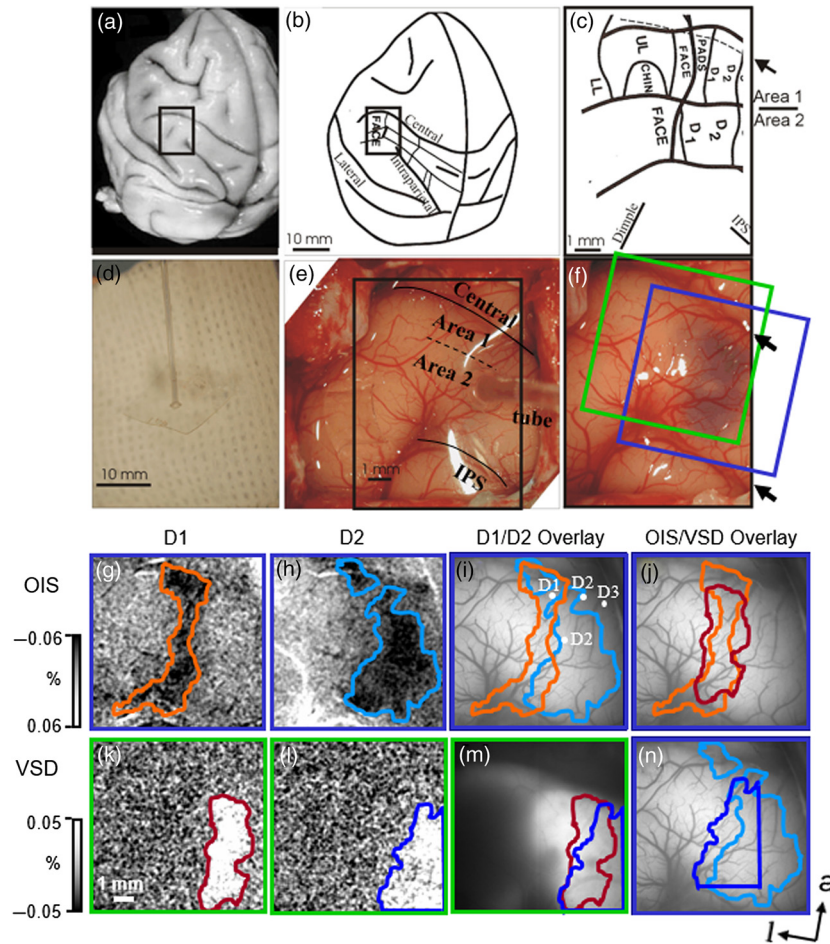 (a)
(b)
Central
FACE
Lateral
Intraparietal
10 mm
(c)
UL
FACE
PADS
D1
D2
CHIN
LL
FACE
D1
D2
Area 1
Area 2
Dimple
IPS
1 mm
(d)
10 mm
(e)
Central
Area 1
Area 2
tube
1 mm
IPS
(f)
D1
D2
D1/D2 Overlay
OIS/VSD Overlay
OIS
−0.06
%
0.06
(g)
(h)
(i)
D1
D2
D3
D2
(j)
VSD
0.05
%
−0.05
(k)
1 mm
(l)
(m)
(n)
a
l